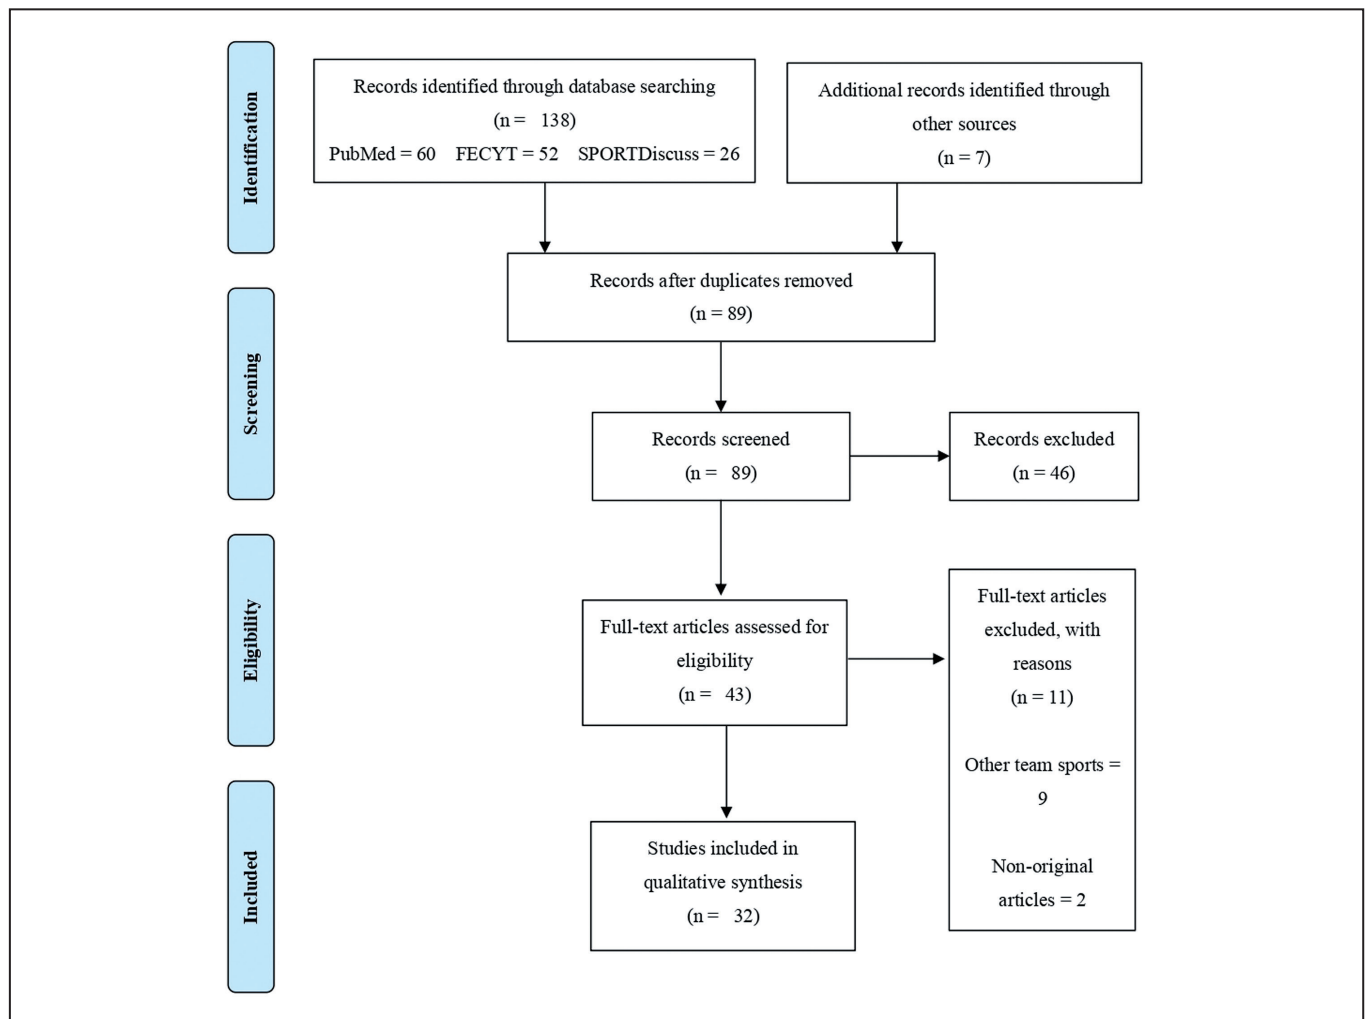 Identification
Records identified through database searching
(n = 138)
PubMed = 60 FECYT = 52 SPORTDiscuss = 26
Additional records identified through
other sources
(n = 7)
Records after duplicates removed
(n = 89)
Screening
Records screened
(n = 89)
Records excluded
(n = 46)
Eligibility
Full-text articles assessed for
eligibility
(n = 43)
Full-text articles
excluded, with
reasons
(n = 11)
Other team sports =
9
Non-original
articles = 2
Included
Studies included in
qualitative synthesis
(n = 32)